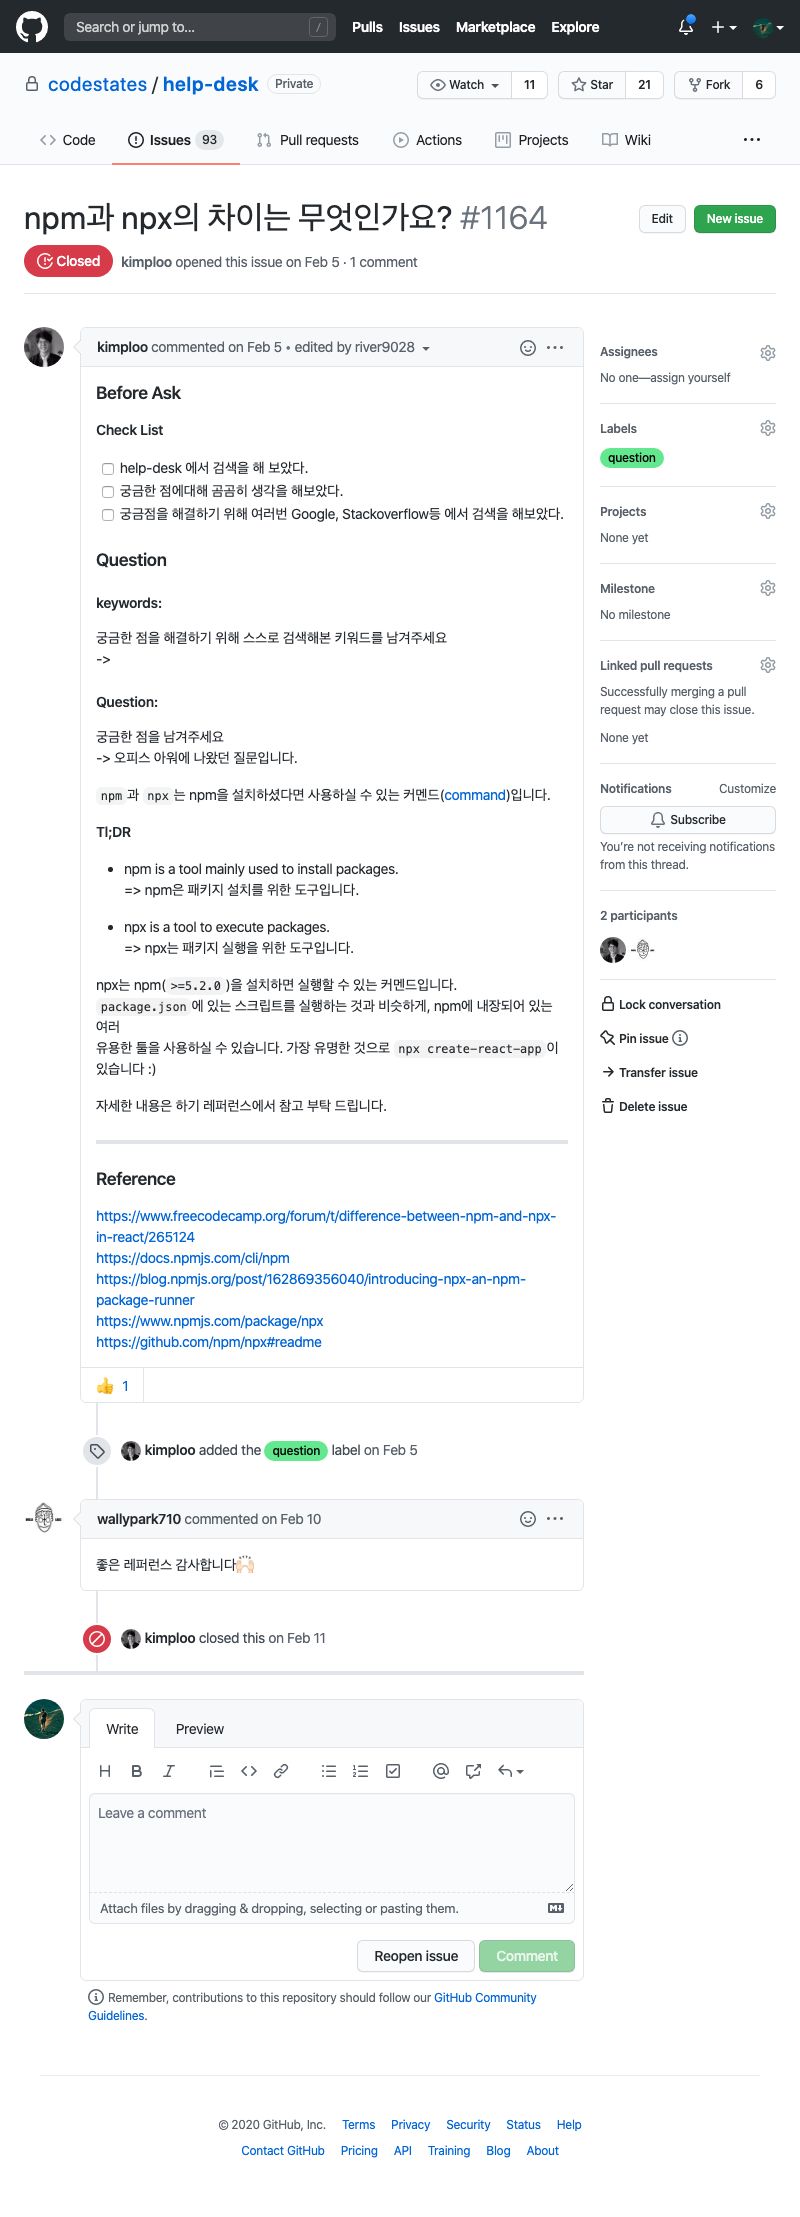 Search or jump to... /
Pulls Issues Marketplace Explore
codestates / help-desk Private
Watch 11 Star 21 Fork 6
Code Issues 93 Pull requests Actions Projects Wiki ...
npm과 npx의 차이는 무엇인가요? #1164
Edit New issue
Closed kimploo opened this issue on Feb 5 · 1 comment
kimploo commented on Feb 5 • edited by river9028
Before Ask
Check List
help-desk 에서 검색을 해 보았다.
궁금한 점에대해 곰곰히 생각을 해보았다.
궁금점을 해결하기 위해 여러번 Google, Stackoverflow등 에서 검색을 해보았다.
Question
keywords:
궁금한 점을 해결하기 위해 스스로 검색해본 키워드를 남겨주세요
->
Question:
궁금한 점을 남겨주세요
-> 오피스 아워에 나왔던 질문입니다.
npm 과 npx 는 npm을 설치하셨다면 사용하실 수 있는 커멘드(command)입니다.
Tl;DR
• npm is a tool mainly used to install packages.
=> npm은 패키지 설치를 위한 도구입니다.
• npx is a tool to execute packages.
=> npx는 패키지 실행을 위한 도구입니다.
npx는 npm( >=5.2.0 )을 설치하면 실행할 수 있는 커멘드입니다.
package.json 에 있는 스크립트를 실행하는 것과 비슷하게, npm에 내장되어 있는
여러
유용한 툴을 사용하실 수 있습니다. 가장 유명한 것으로 npx create-react-app 이
있습니다 :)
자세한 내용은 하기 레퍼런스에서 참고 부탁 드립니다.
Reference
https://www.freecodecamp.org/forum/t/difference-between-npm-and-npx-
in-react/265124
https://docs.npmjs.com/cli/npm
https://blog.npmjs.org/post/162869356040/introducing-npx-an-npm-
package-runner
https://www.npmjs.com/package/npx
https://github.com/npm/npx#readme
👍 1
kimploo added the question label on Feb 5
wallypark710 commented on Feb 10
좋은 레퍼런스 감사합니다🙌🏻
kimploo closed this on Feb 11
Write Preview
H B I
Leave a comment
Attach files by dragging & dropping, selecting or pasting them.
Reopen issue Comment
Remember, contributions to this repository should follow our GitHub Community
Guidelines.
Assignees
No one—assign yourself
Labels
question
Projects
None yet
Milestone
No milestone
Linked pull requests
Successfully merging a pull
request may close this issue.
None yet
Notifications Customize
Subscribe
You're not receiving notifications
from this thread.
2 participants
Lock conversation
Pin issue
Transfer issue
Delete issue
© 2020 GitHub, Inc. Terms Privacy Security Status Help
Contact GitHub Pricing API Training Blog About